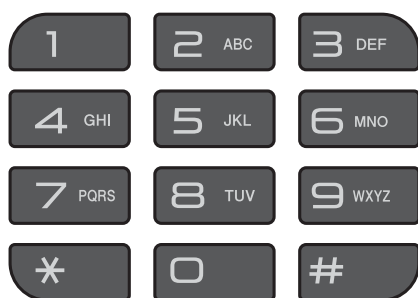 1 2 ABC 3 DEF
4 GHI 5 JKL 6 MNO
7 PQRS 8 TUV 9 WXYZ
* 0 #